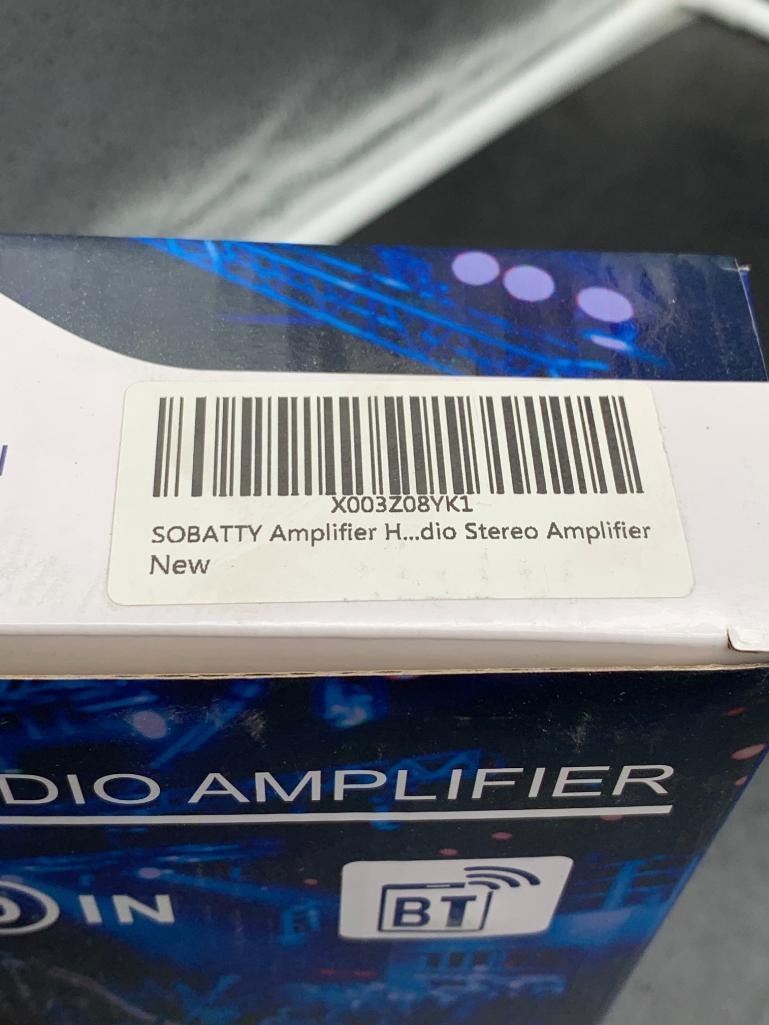 X003Z08YK1
SOBATTY Amplifier H...dio Stereo Amplifier
New
DIO AMPLIFIER
IN
BT